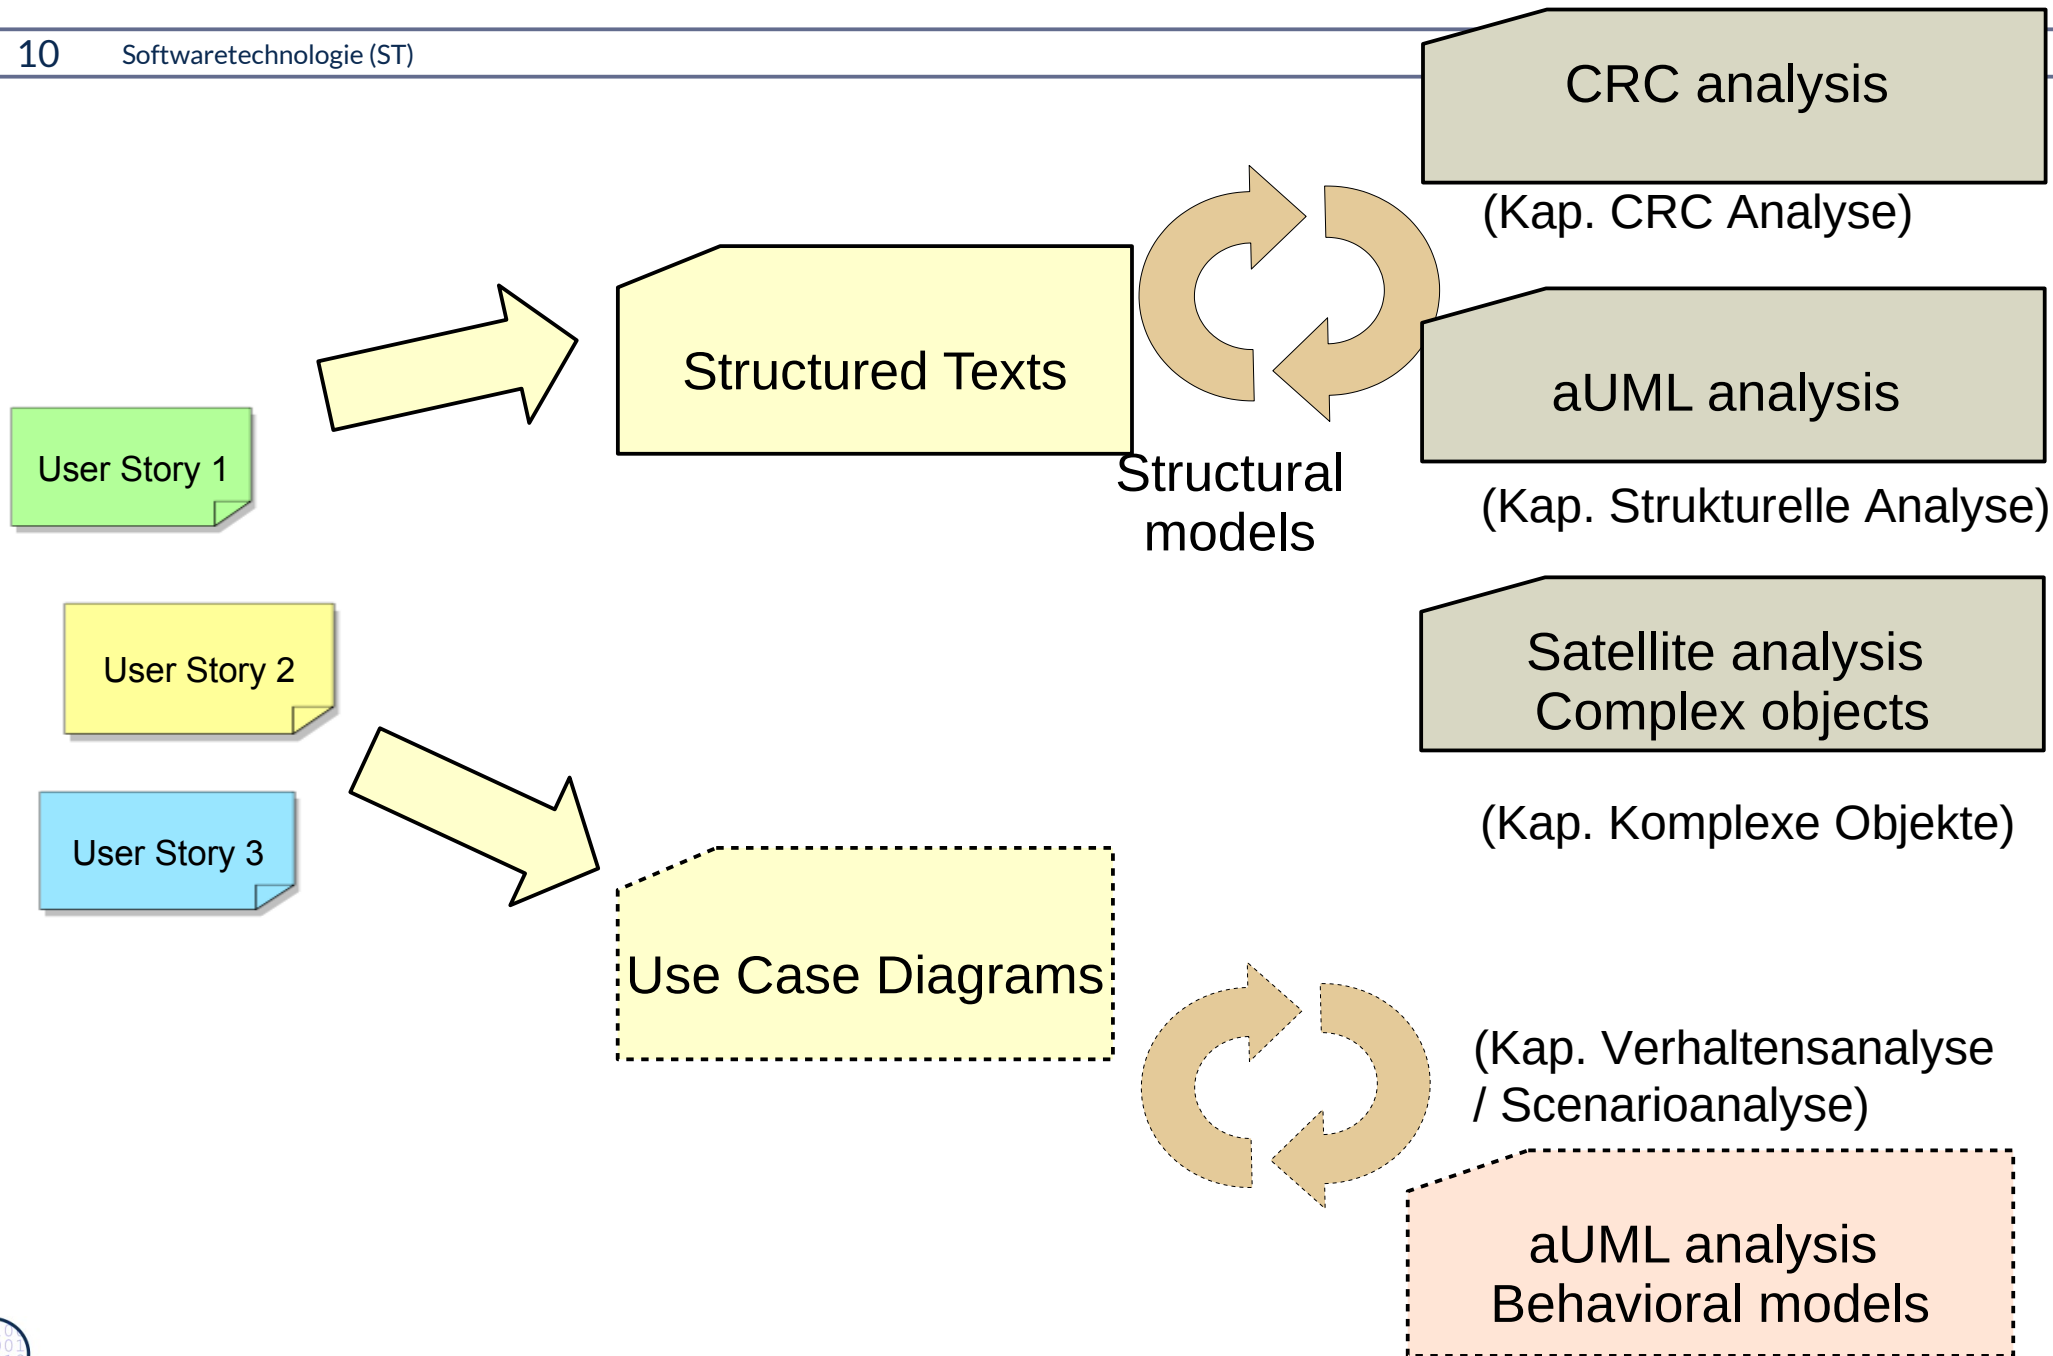 10 Softwaretechnologie (ST)
CRC analysis
(Kap. CRC Analyse)
Structured Texts
aUML analysis
User Story 1
Structural
models
(Kap. Strukturelle Analyse)
User Story 2
Satellite analysis
Complex objects
User Story 3
(Kap. Komplexe Objekte)
Use Case Diagrams
(Kap. Verhaltensanalyse
/ Scenarioanalyse)
aUML analysis
Behavioral models